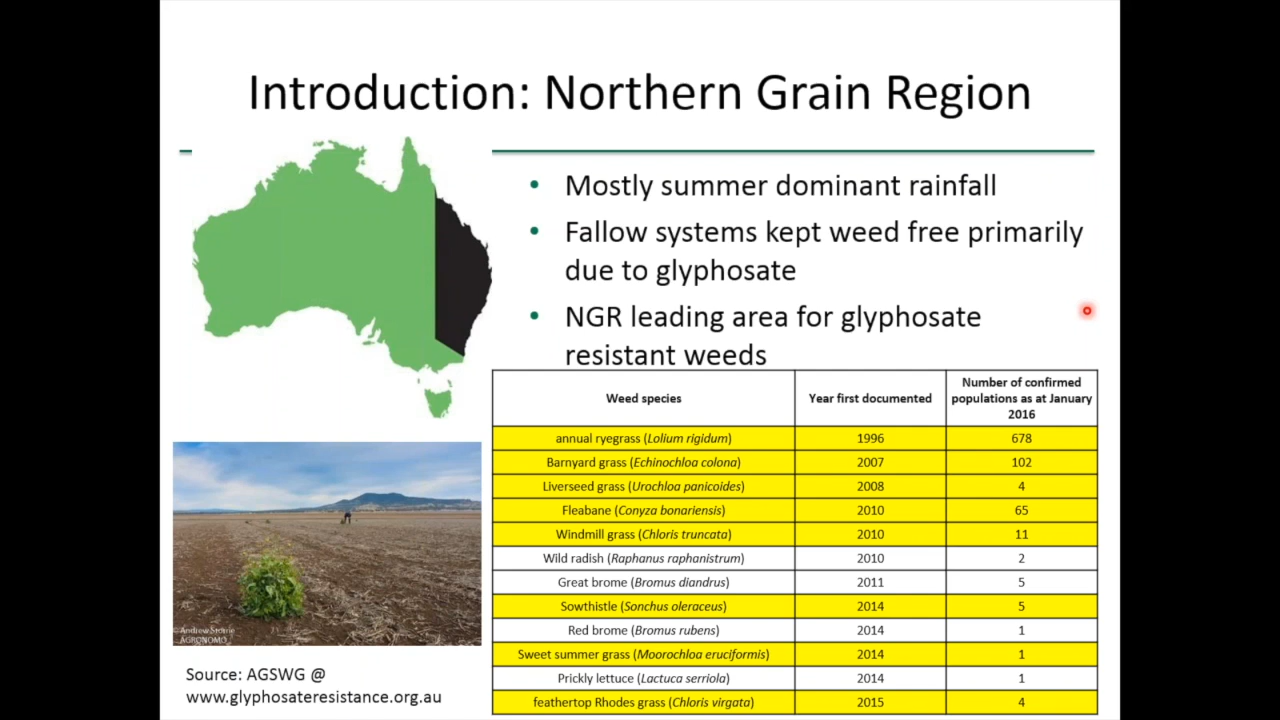 Introduction: Northern Grain Region
• Mostly summer dominant rainfall
• Fallow systems kept weed free primarily
due to glyphosate
• NGR leading area for glyphosate
resistant weeds
Weed species Year first documented Number of confirmed populations as at January 2016
annual ryegrass (Lolium rigidum) 1996 678
Barnyard grass (Echinochloa colona) 2007 102
Liverseed grass (Urochloa panicoides) 2008 4
Fleabane (Conyza bonariensis) 2010 65
Windmill grass (Chloris truncata) 2010 11
Wild radish (Raphanus raphanistrum) 2010 2
Great brome (Bromus diandrus) 2011 5
Sowthistle (Sonchus oleraceus) 2014 5
Red brome (Bromus rubens) 2014 1
Sweet summer grass (Moorochloa eruciformis) 2014 1
Prickly lettuce (Lactuca serriola) 2014 1
feathertop Rhodes grass (Chloris virgata) 2015 4
© Andrew Storrie
AGRONOMO
Source: AGSWG @
www.glyphosateresistance.org.au